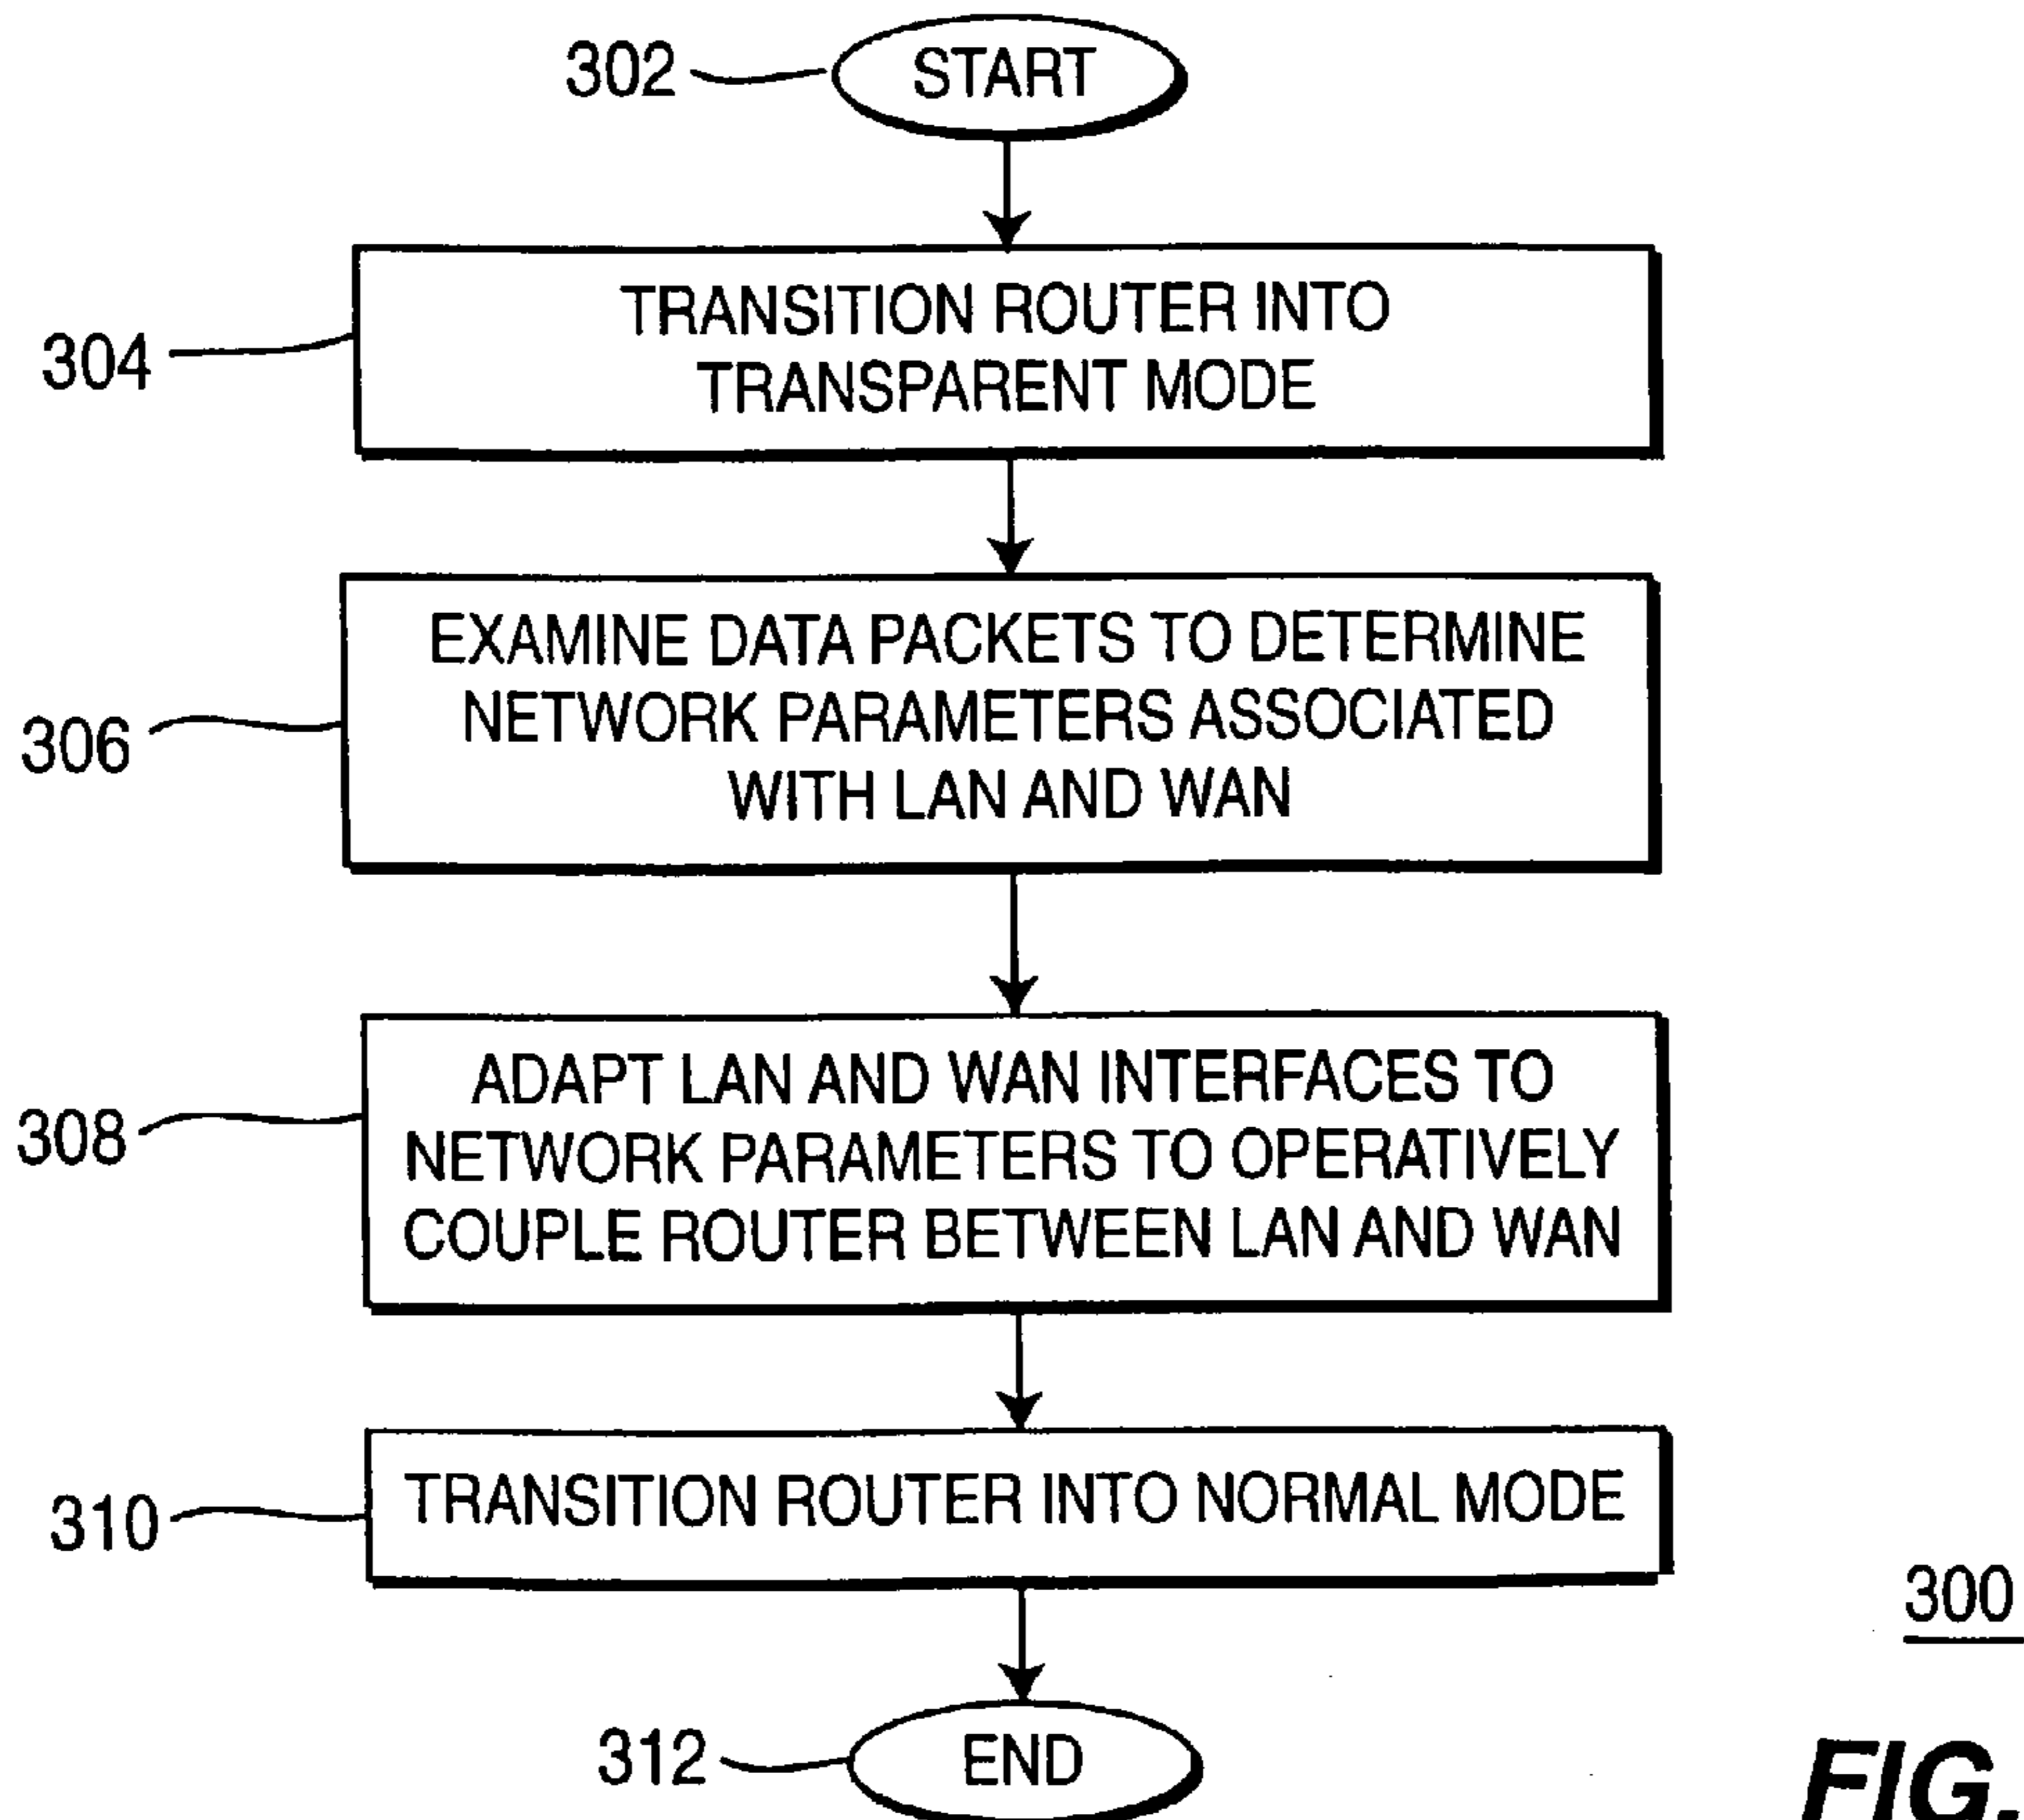 302
START
304
TRANSITION ROUTER INTO
TRANSPARENT MODE
306
EXAMINE DATA PACKETS TO DETERMINE
NETWORK PARAMETERS ASSOCIATED
WITH LAN AND WAN
308
ADAPT LAN AND WAN INTERFACES TO
NETWORK PARAMETERS TO OPERATIVELY
COUPLE ROUTER BETWEEN LAN AND WAN
310
TRANSITION ROUTER INTO NORMAL MODE
300
312
END
FIG.